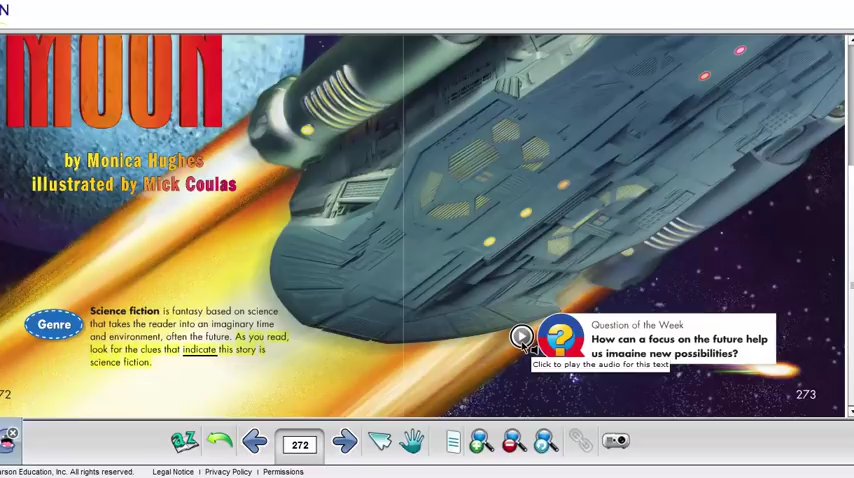 N
MOON
by Monica Hughes
illustrated by Mick Coulas
Genre
Science fiction is fantasy based on science
that takes the reader into an imaginary time
and environment, often the future. As you read,
look for the clues that indicate this story is
science fiction.
Question of the Week
How can a focus on the future help
us imagine new possibilities?
Click to play the audio for this text
72
273
az
272
arson Education, Inc. All rights reserved. Legal Notice | Privacy Policy | Permissions